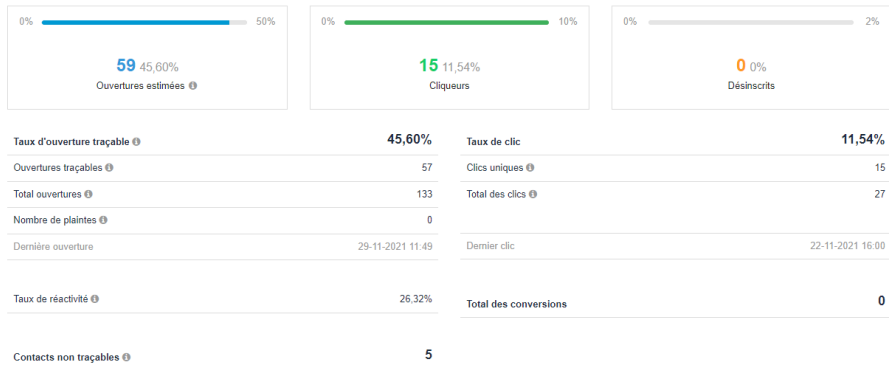 0% 50%
59 45,60%
Ouvertures estimées
0% 10%
15 11,54%
Cliqueurs
0% 2%
0 0%
Désinscrits
Taux d'ouverture traçable 45,60%
Ouvertures traçables 57
Total ouvertures 133
Nombre de plaintes 0
Dernière ouverture 29-11-2021 11:49
Taux de réactivité 26,32%
Contacts non traçables 5
Taux de clic 11,54%
Clics uniques 15
Total des clics 27
Dernier clic 22-11-2021 16:00
Total des conversions 0